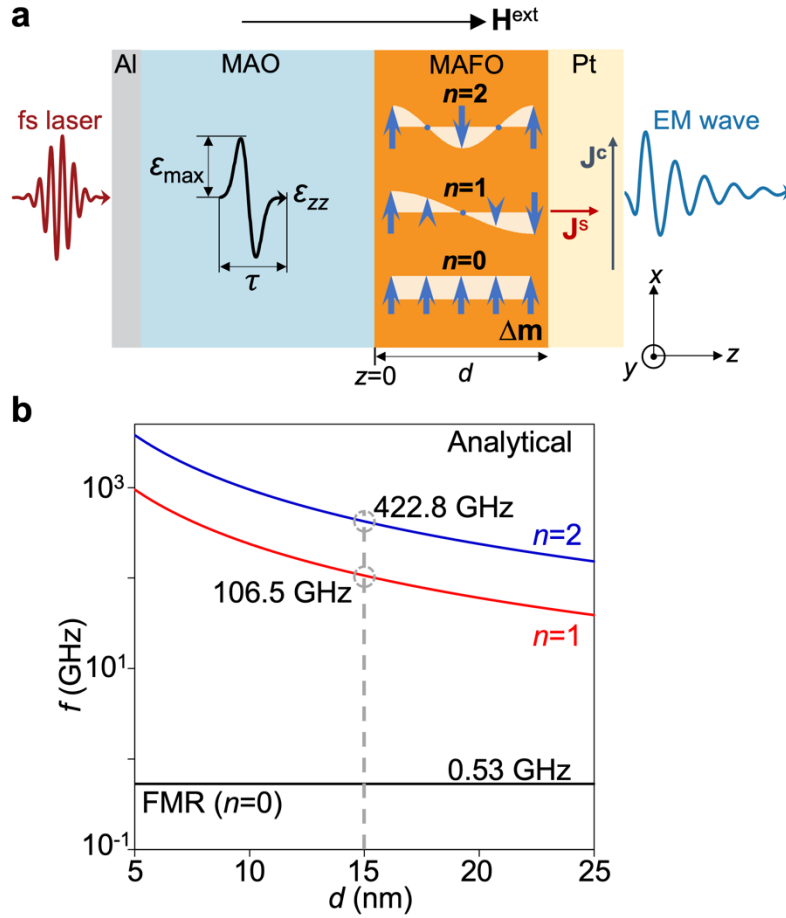 a
H^ext
Al MAO MAFO Pt
fs laser
ε_max
ε_zz
τ
n=2
n=1
n=0
Δm
J^s
J^c
EM wave
x
y
z
z=0
d
b
Analytical
10^3
10^1
10^-1
f (GHz)
422.8 GHz
n=2
106.5 GHz
n=1
0.53 GHz
FMR (n=0)
5 10 15 20 25
d (nm)